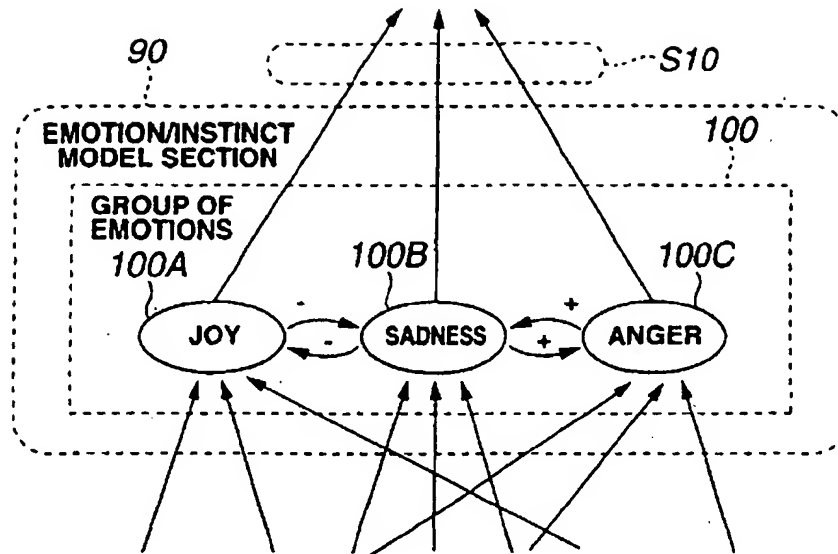 90
S10
EMOTION/INSTINCT
MODEL SECTION
100
GROUP OF
EMOTIONS
100A
100B
100C
JOY
-
-
SADNESS
+
+
ANGER